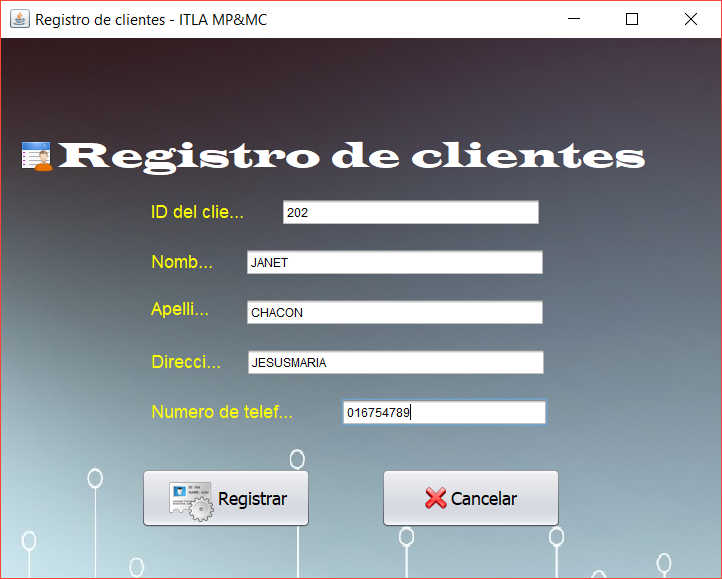 Registro de clientes - ITLA MP&MC
Registro de clientes
ID del clie... 202
Nomb... JANET
Apelli... CHACON
Direcci... JESUSMARIA
Numero de telef... 016754789
Registrar Cancelar